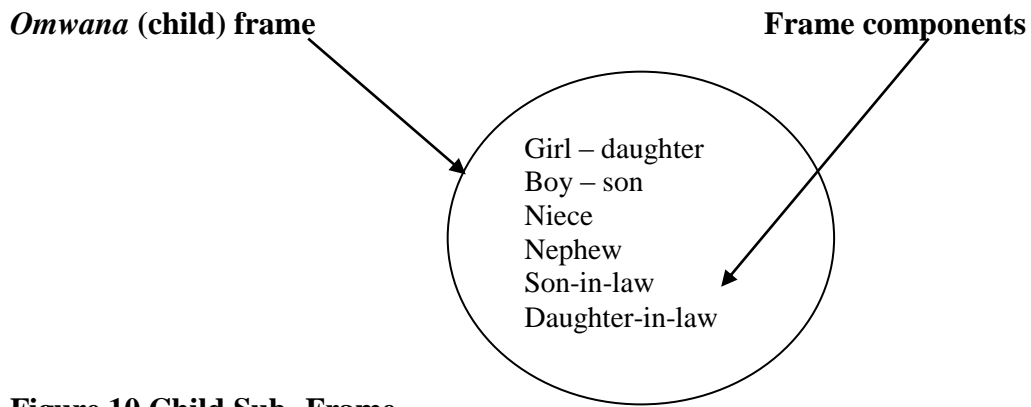 Omwana (child) frame Frame components
Girl – daughter
Boy – son
Niece
Nephew
Son-in-law
Daughter-in-law
Figure 10 Child Sub- Frame